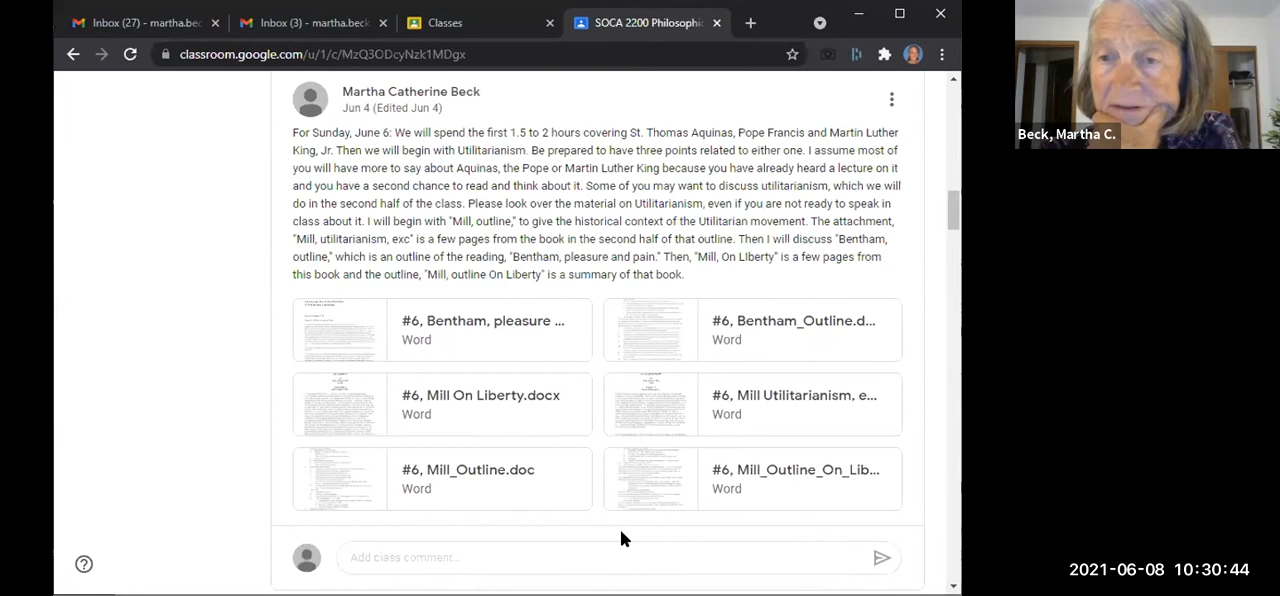 Inbox (27) - martha.bec
Inbox (3) - martha.beck
Classes
SOCA 2200 Philosophic
classroom.google.com/u/1/c/MzQ3ODcyNzk1MDgx
Martha Catherine Beck
Jun 4 (Edited Jun 4)
For Sunday, June 6: We will spend the first 1.5 to 2 hours covering St. Thomas Aquinas, Pope Francis and Martin Luther
King, Jr. Then we will begin with Utilitarianism. Be prepared to have three points related to either one. I assume most of
you will have more to say about Aquinas, the Pope or Martin Luther King because you have already heard a lecture on it
and you have a second chance to read and think about it. Some of you may want to discuss utilitarianism, which we will
do in the second half of the class. Please look over the material on Utilitarianism, even if you are not ready to speak in
class about it. I will begin with "Mill, outline," to give the historical context of the Utilitarian movement. The attachment,
"Mill, utilitarianism, exc" is a few pages from the book in the second half of that outline. Then I will discuss "Bentham,
outline," which is an outline of the reading, "Bentham, pleasure and pain." Then, "Mill, On LIberty" is a few pages from
this book and the outline, "Mill, outline On Liberty" is a summary of that book.
#6, Bentham, pleasure ...
Word
#6, Bentham_Outline.d...
Word
#6, Mill On Liberty.docx
Word
#6, Mill Utilitarianism, e...
Word
#6, Mill_Outline.doc
Word
#6, Mill_Outline_On_Lib...
Word
Add class comment...
Beck, Martha C.
2021-06-08 10:30:44